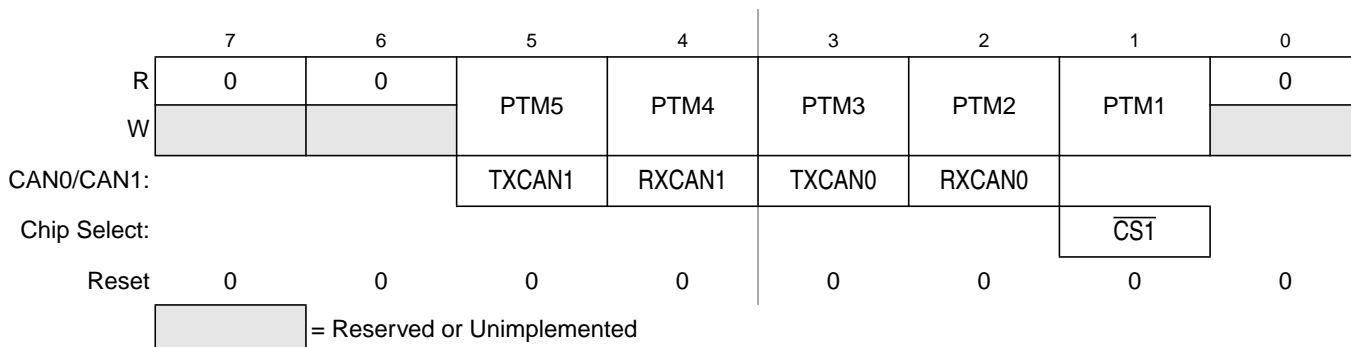 7 6 5 4 3 2 1 0
R 0 0 PTM5 PTM4 PTM3 PTM2 PTM1 0
W
CAN0/CAN1: TXCAN1 RXCAN1 TXCAN0 RXCAN0
Chip Select: C̅S̅1̅
Reset 0 0 0 0 0 0 0 0
= Reserved or Unimplemented